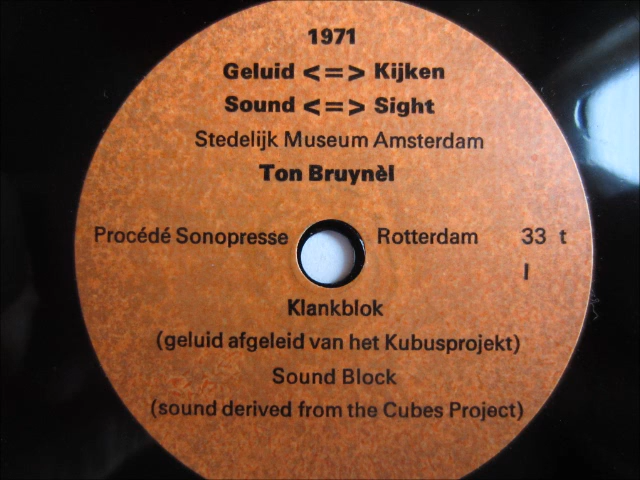 1971
Geluid <=> Kijken
Sound <=> Sight
Stedelijk Museum Amsterdam
Ton Bruynèl
Procédé Sonopresse Rotterdam 33 t
I
Klankblok
(geluid afgeleid van het Kubusprojekt)
Sound Block
(sound derived from the Cubes Project)